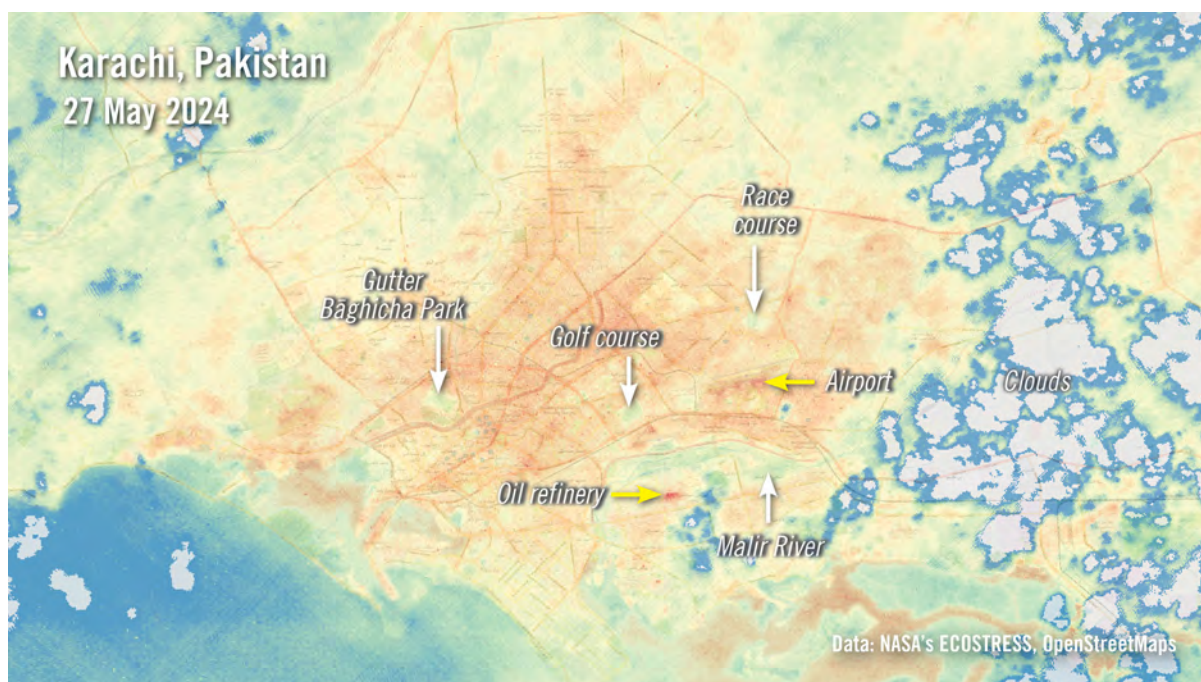 Karachi, Pakistan
27 May 2024
Race
course
Gutter
Bāghicha Park
Golf course
Airport
Clouds
Oil refinery
Malir River
Data: NASA's ECOSTRESS, OpenStreetMaps